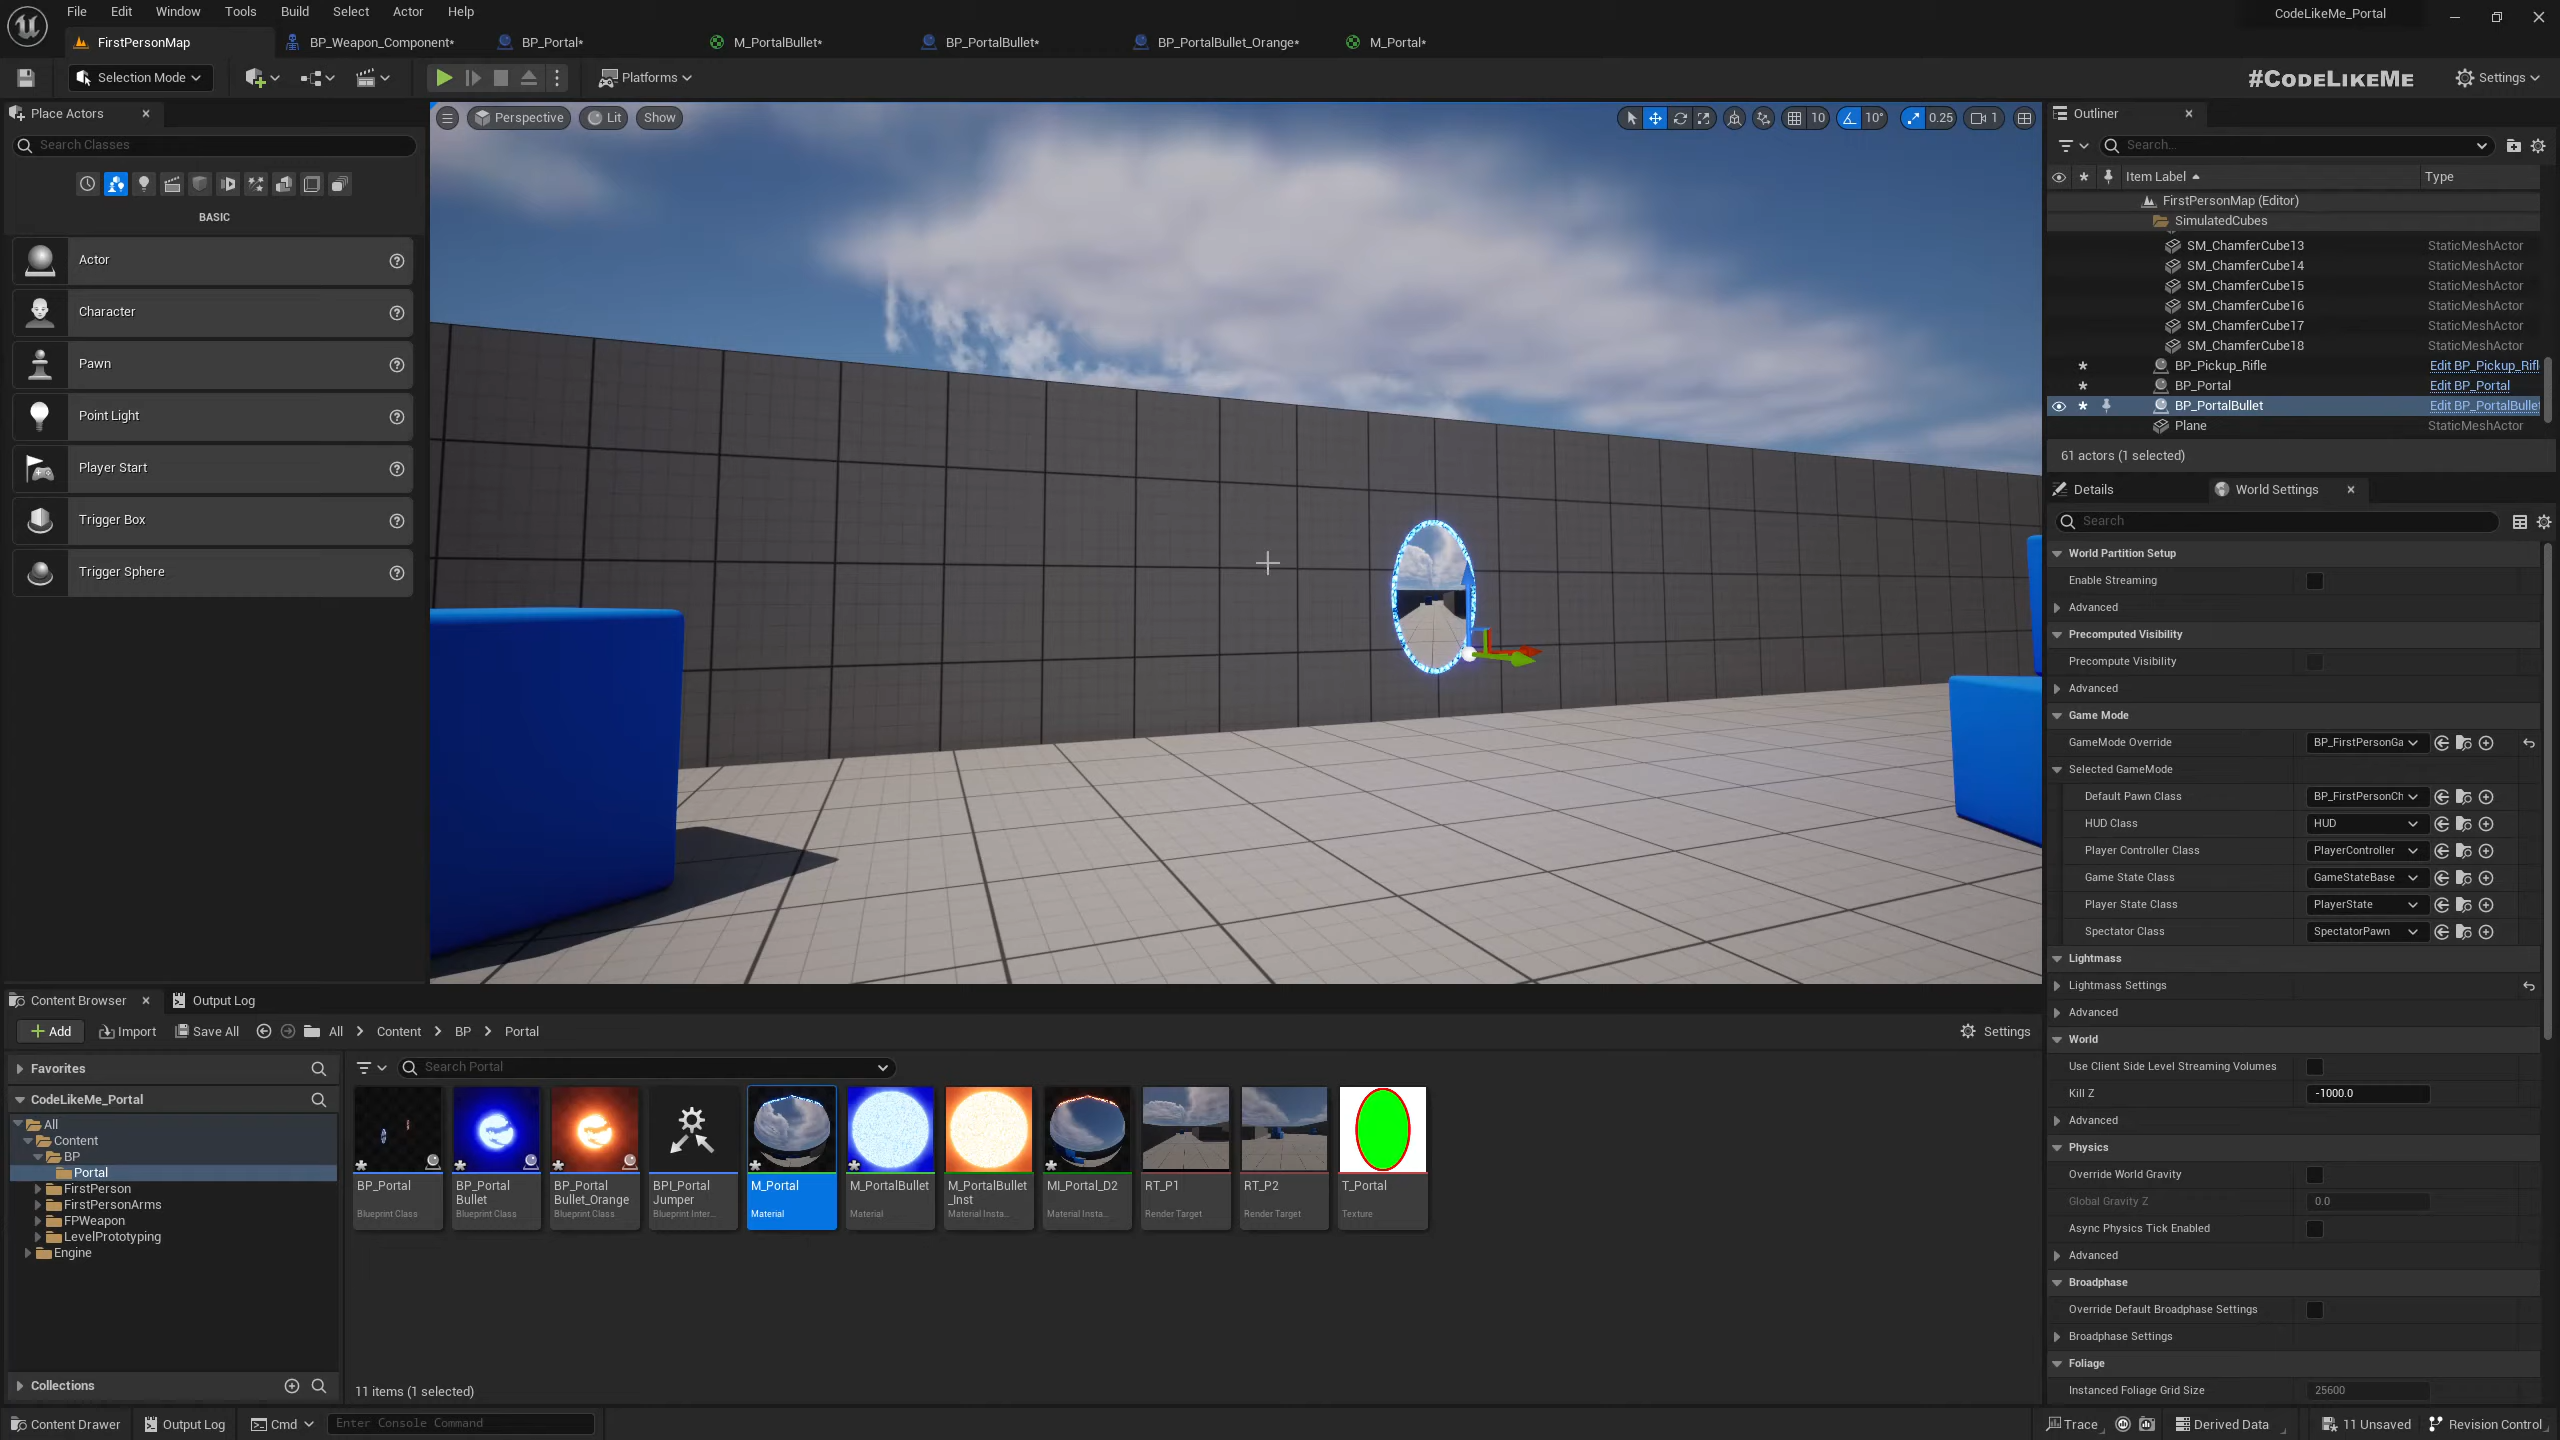 File Edit Window Tools Build Select Actor Help
CodeLikeMe_Portal
FirstPersonMap
BP_Weapon_Component*
BP_Portal*
M_PortalBullet*
BP_PortalBullet*
BP_PortalBullet_Orange*
M_Portal*
Selection Mode
Platforms
#CODELIKEME
Settings
Place Actors
Search Classes
BASIC
Actor
Character
Pawn
Point Light
Player Start
Trigger Box
Trigger Sphere
Perspective
Lit
Show
10
10°
0.25
1
Outliner
Search...
Item Label
Type
FirstPersonMap (Editor)
SimulatedCubes
SM_ChamferCube13 StaticMeshActor
SM_ChamferCube14 StaticMeshActor
SM_ChamferCube15 StaticMeshActor
SM_ChamferCube16 StaticMeshActor
SM_ChamferCube17 StaticMeshActor
SM_ChamferCube18 StaticMeshActor
BP_Pickup_Rifle Edit BP_Pickup_Rifl
BP_Portal Edit BP_Portal
BP_PortalBullet Edit BP_PortalBullet
Plane StaticMeshActor
61 actors (1 selected)
Details
World Settings
Search
World Partition Setup
Enable Streaming
Advanced
Precomputed Visibility
Precompute Visibility
Advanced
Game Mode
GameMode Override BP_FirstPersonGa
Selected GameMode
Default Pawn Class BP_FirstPersonCh
HUD Class HUD
Player Controller Class PlayerController
Game State Class GameStateBase
Player State Class PlayerState
Spectator Class SpectatorPawn
Lightmass
Lightmass Settings
Advanced
World
Use Client Side Level Streaming Volumes
Kill Z -1000.0
Advanced
Physics
Override World Gravity
Global Gravity Z 0.0
Async Physics Tick Enabled
Advanced
Broadphase
Override Default Broadphase Settings
Broadphase Settings
Foliage
Instanced Foliage Grid Size 25600
Content Browser
Output Log
Add
Import
Save All
All
Content
BP
Portal
Settings
Favorites
CodeLikeMe_Portal
All
Content
BP
Portal
FirstPerson
FirstPersonArms
FPWeapon
LevelPrototyping
Engine
Collections
Search Portal
BP_Portal
Blueprint Class
BP_Portal
Bullet
Blueprint Class
BP_Portal
Bullet_Orange
Blueprint Class
BPI_Portal
Jumper
Blueprint Inter...
M_Portal
Material
M_PortalBullet
Material
M_PortalBullet
_Inst
Material Insta...
MI_Portal_D2
Material Insta...
RT_P1
Render Target
RT_P2
Render Target
T_Portal
Texture
11 items (1 selected)
Content Drawer
Output Log
Cmd
Enter Console Command
Trace
Derived Data
11 Unsaved
Revision Control